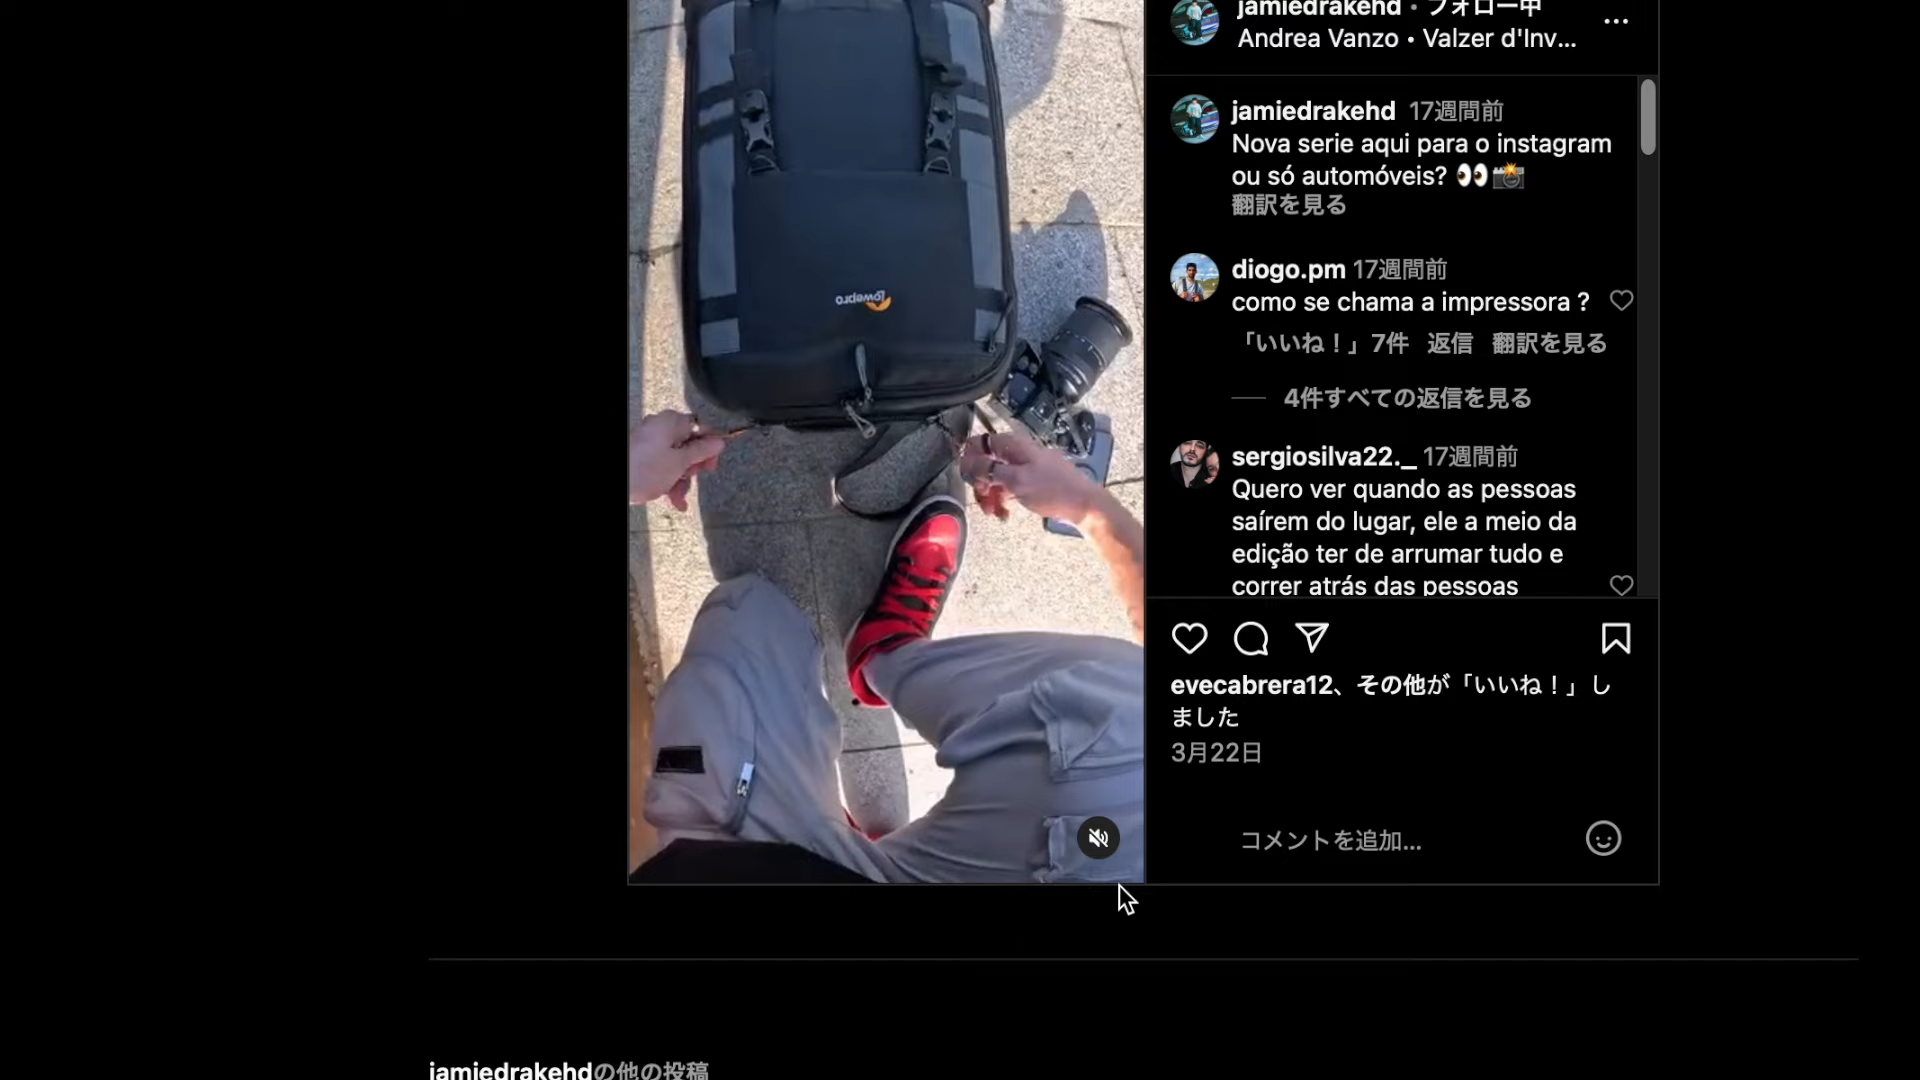 jamiedrakehd • フォロー中
Andrea Vanzo • Valzer d'Inv...
jamiedrakehd 17週間前
Nova serie aqui para o instagram
ou só automóveis? 👀📸
翻訳を見る
diogo.pm 17週間前
como se chama a impressora ?
「いいね！」7件 返信 翻訳を見る
4件すべての返信を見る
sergiosilva22._ 17週間前
Quero ver quando as pessoas
saírem do lugar, ele a meio da
edição ter de arrumar tudo e
correr atrás das pessoas
lowepro
evecabrera12、その他が「いいね！」し
ました
3月22日
コメントを追加...
jamiedrakehdの他の投稿